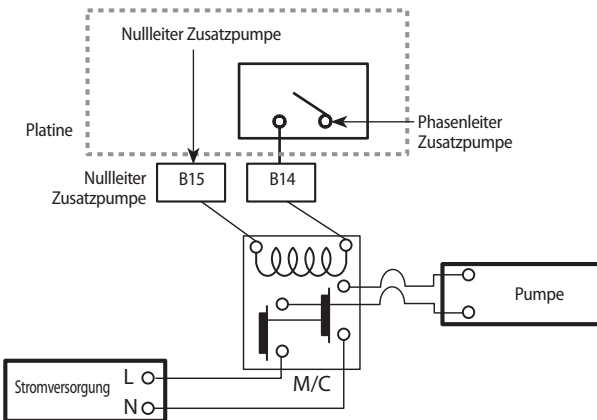 Nullleiter Zusatzpumpe
Platine
Phasenleiter
Zusatzpumpe
Nullleiter
Zusatzpumpe
B15
B14
Pumpe
M/C
Stromversorgung
L
N